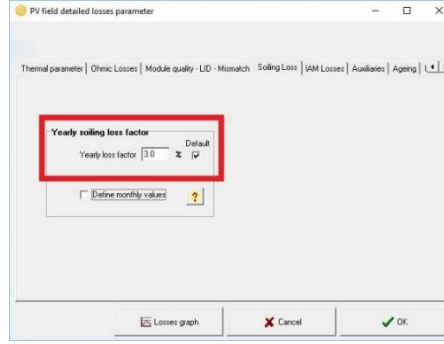 PV field detailed losses parameter
Thermal parameter | Ohmic Losses | Module quality - LID - Mismatch | Soiling Loss | IAM Losses | Auxiliaries | Ageing
Yearly soiling loss factor
Default
Yearly loss factor 3.0 %
Define monthly values ?
Losses graph Cancel OK